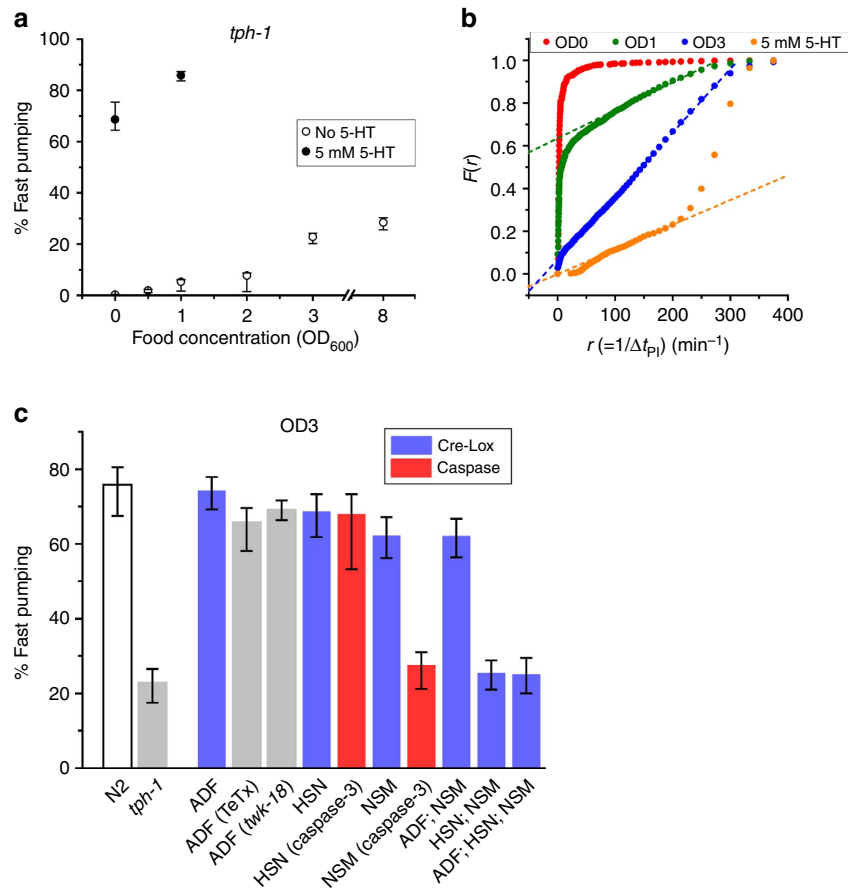 a
tph-1
100
80
60
40
20
0
% Fast pumping
No 5-HT
5 mM 5-HT
0 1 2 3 8
Food concentration (OD600)
b
OD0 OD1 OD3 5 mM 5-HT
1.0
0.8
0.6
0.4
0.2
0.0
F(r)
0 100 200 300 400
r (=1/ΔtPI) (min−1)
c
OD3
Cre-Lox
Caspase
80
60
40
20
0
% Fast pumping
N2
tph-1
ADF
ADF (TeTx)
ADF (twk-18)
HSN
HSN (caspase-3)
NSM
NSM (caspase-3)
ADF; NSM
HSN; NSM
ADF; HSN; NSM